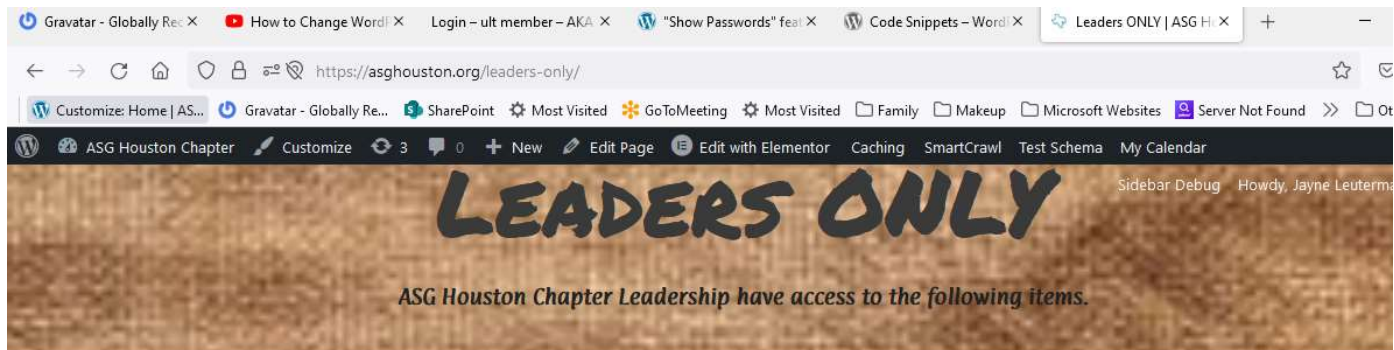 Gravatar - Globally Rec
How to Change WordP
Login – ult member – AKA
"Show Passwords" feat
Code Snippets – Word
Leaders ONLY | ASG H
https://asghouston.org/leaders-only/
Customize: Home | AS...
Gravatar - Globally Re...
SharePoint
Most Visited
GoToMeeting
Most Visited
Family
Makeup
Microsoft Websites
Server Not Found
Ot
ASG Houston Chapter
Customize
3
0
New
Edit Page
Edit with Elementor
Caching
SmartCrawl
Test Schema
My Calendar
Sidebar Debug
Howdy, Jayne Leuterma
LEADERS ONLY
ASG Houston Chapter Leadership have access to the following items.